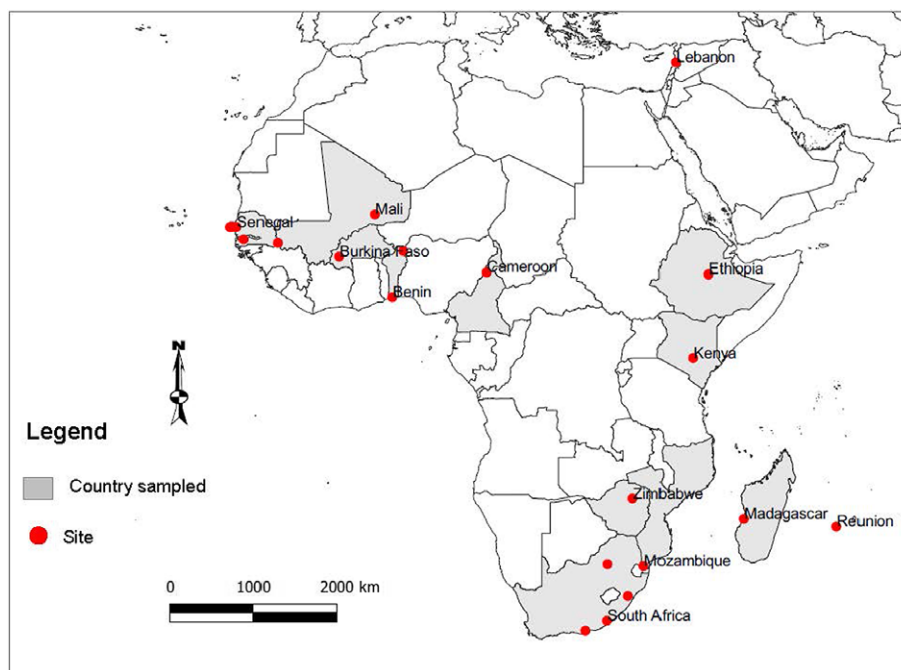 Lebanon
Mali
Senegal
Burkina Faso
Cameroon
Ethiopia
Benin
Kenya
N
Legend
Country sampled
Zimbabwe
Madagascar
Reunion
Site
Mozambique
0 1000 2000 km
South Africa